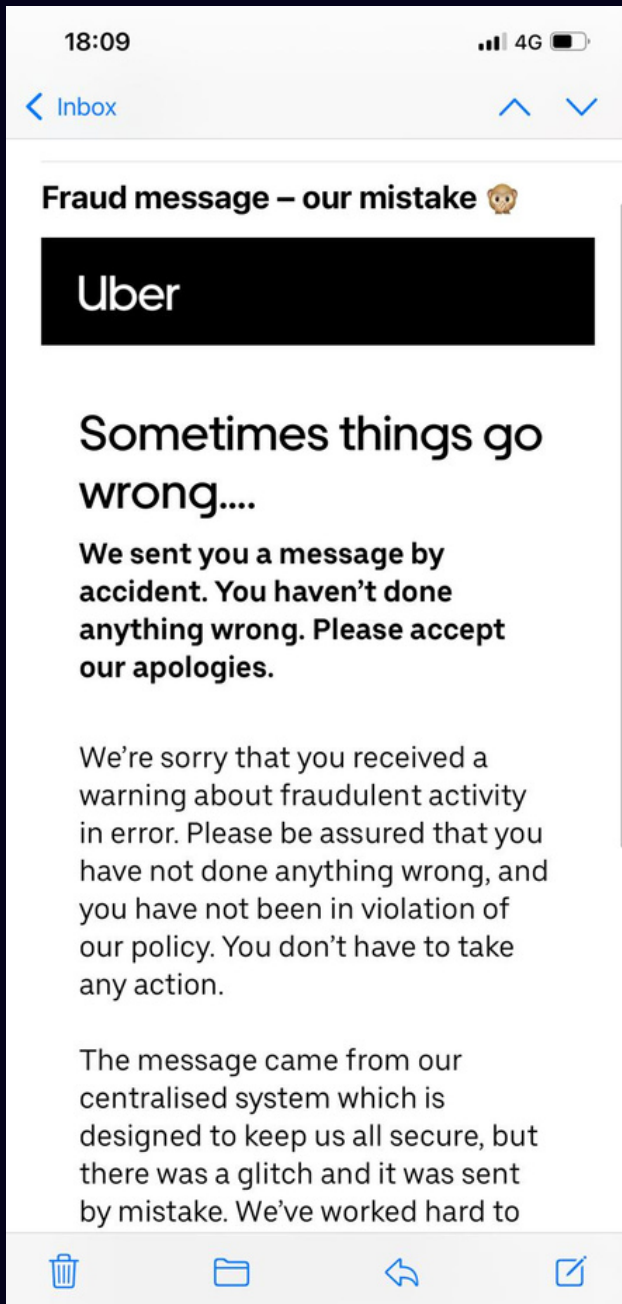 18:09 4G
Inbox
Fraud message – our mistake 🙊
Uber
Sometimes things go
wrong....
We sent you a message by
accident. You haven’t done
anything wrong. Please accept
our apologies.
We’re sorry that you received a
warning about fraudulent activity
in error. Please be assured that you
have not done anything wrong, and
you have not been in violation of
our policy. You don’t have to take
any action.
The message came from our
centralised system which is
designed to keep us all secure, but
there was a glitch and it was sent
by mistake. We’ve worked hard to